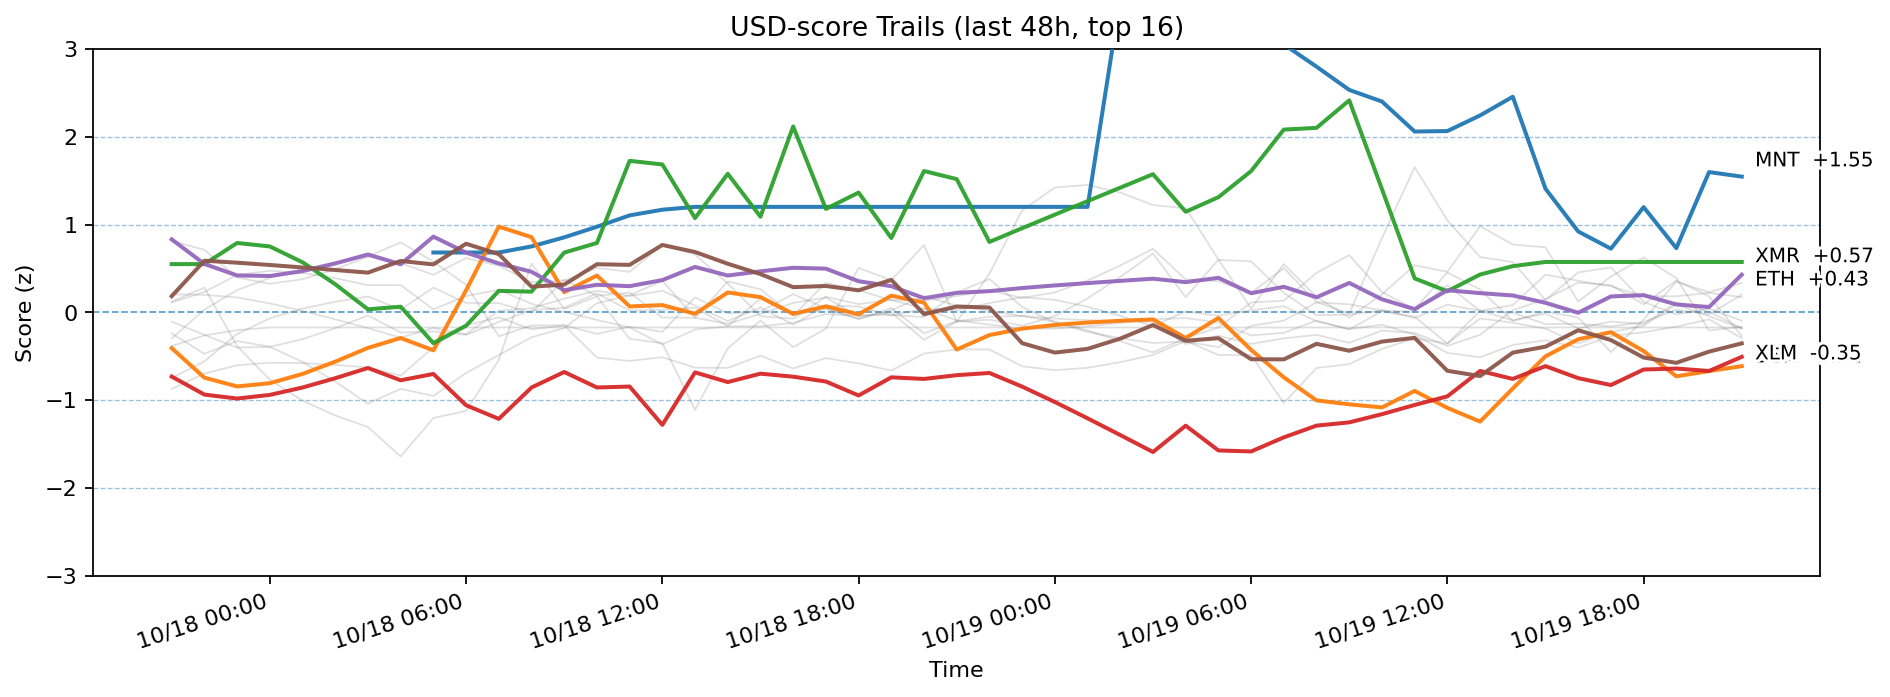 USD-score Trails (last 48h, top 16)
Score (z)
3
2
1
0
−1
−2
−3
MNT +1.55
XMR +0.57
ETH +0.43
XLM -0.35
10/18 00:00
10/18 06:00
10/18 12:00
10/18 18:00
10/19 00:00
10/19 06:00
10/19 12:00
10/19 18:00
Time